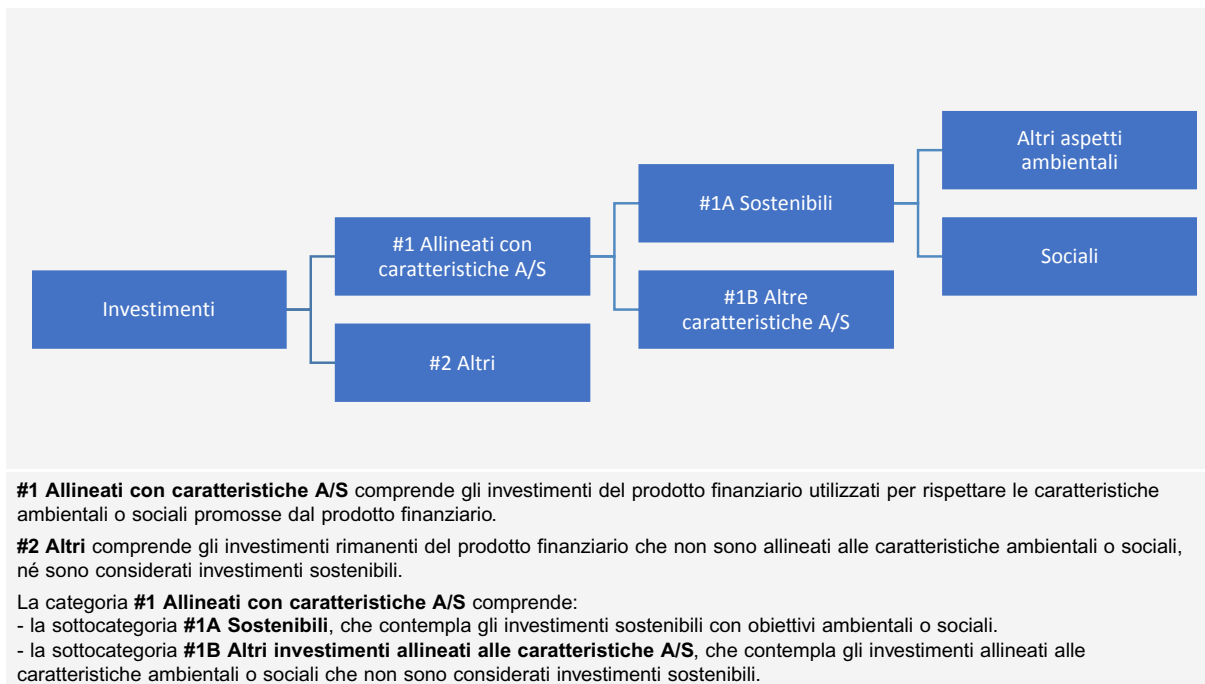 Altri aspetti
ambientali
#1A Sostenibili
#1 Allineati con
caratteristiche A/S
Sociali
Investimenti
#1B Altre
caratteristiche A/S
#2 Altri
#1 Allineati con caratteristiche A/S comprende gli investimenti del prodotto finanziario utilizzati per rispettare le caratteristiche
ambientali o sociali promosse dal prodotto finanziario.
#2 Altri comprende gli investimenti rimanenti del prodotto finanziario che non sono allineati alle caratteristiche ambientali o sociali,
né sono considerati investimenti sostenibili.
La categoria #1 Allineati con caratteristiche A/S comprende:
- la sottocategoria #1A Sostenibili, che contempla gli investimenti sostenibili con obiettivi ambientali o sociali.
- la sottocategoria #1B Altri investimenti allineati alle caratteristiche A/S, che contempla gli investimenti allineati alle
caratteristiche ambientali o sociali che non sono considerati investimenti sostenibili.